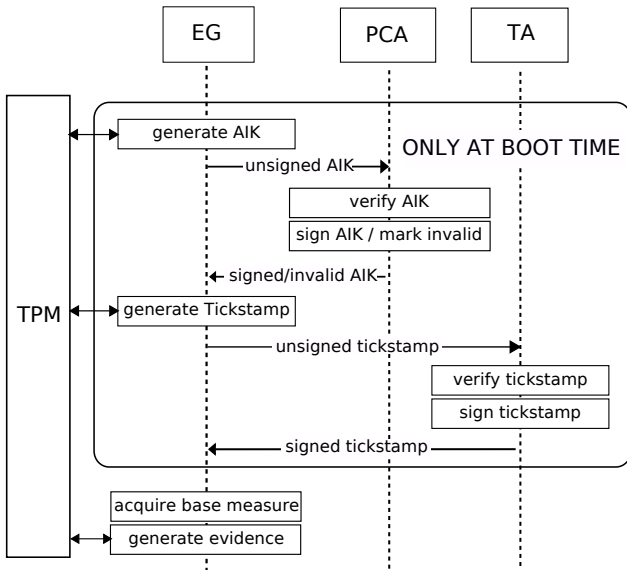 EG
PCA
TA
generate AIK
ONLY AT BOOT TIME
unsigned AIK
verify AIK
sign AIK / mark invalid
signed/invalid AIK
TPM
generate Tickstamp
unsigned tickstamp
verify tickstamp
sign tickstamp
signed tickstamp
acquire base measure
generate evidence